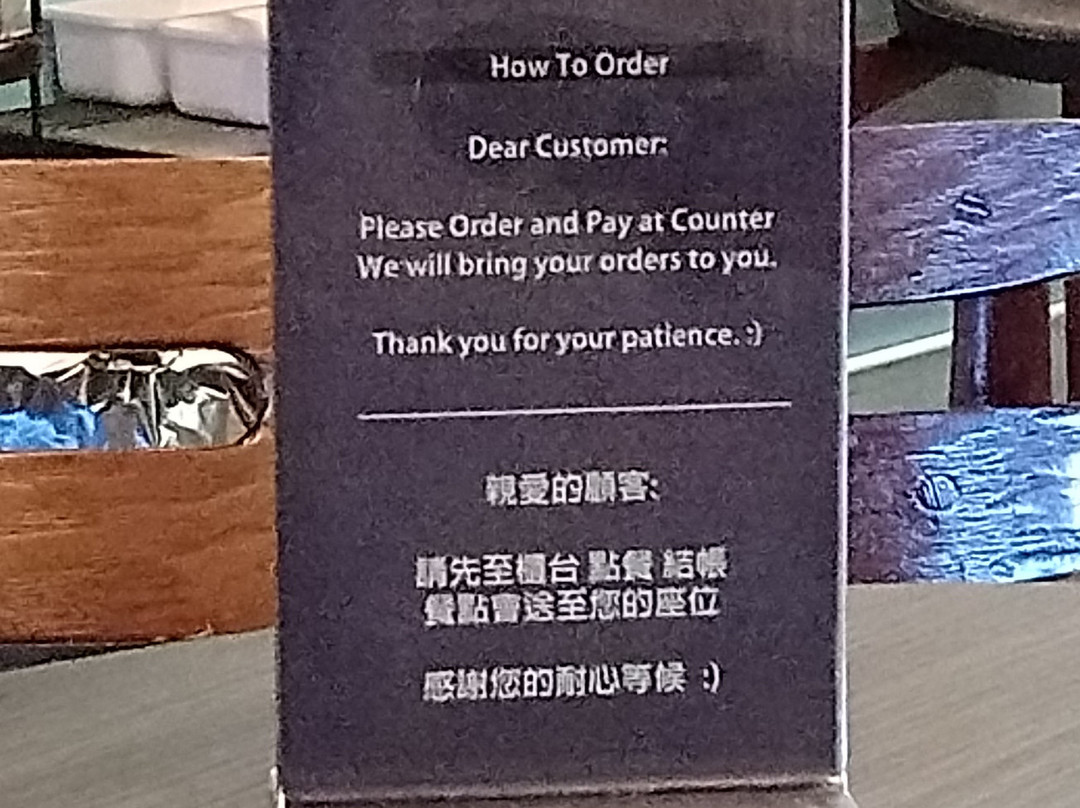 How To Order
Dear Customer:
Please Order and Pay at Counter
We will bring your orders to you.
Thank you for your patience. :)
親愛的顧客:
請先至櫃台 點餐 結帳
餐點會送至您的座位
感謝您的耐心等候 :)